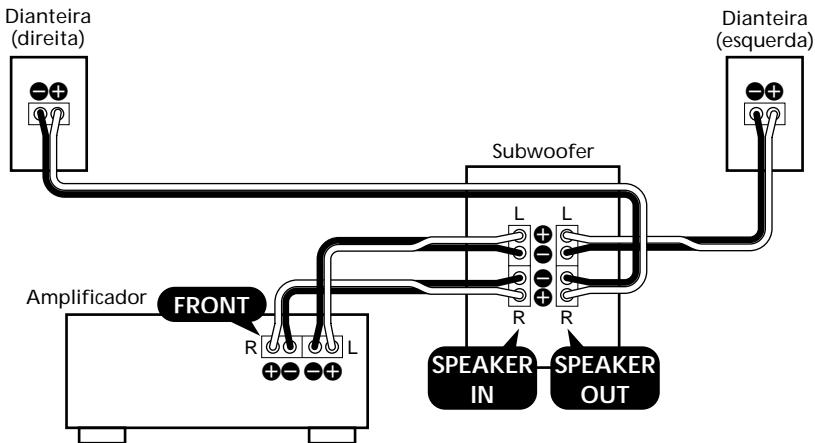 Dianteira
(direita)
Dianteira
(esquerda)
Subwoofer
L L
Amplificador
FRONT
R L
R R
SPEAKER
IN
SPEAKER
OUT